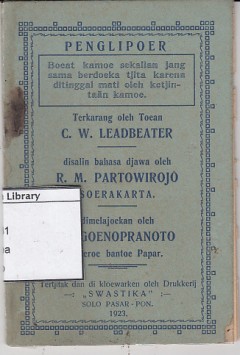 PENGLIPOER
Boeat kamoe sekalian jang
sama berdoeka tjita karena
ditinggal mati oleh ketjin-
taän kamoe.
Terkarang oleh Toean
C. W. LEADBEATER
disalin bahasa djawa oleh
R. M. PARTOWIROJO
SOERAKARTA.
dimelajoekan oleh
GOENOPRANOTO
Goeroe bantoe Papar.
Library
Tertjitak dan di kloewarken oleh Drukkerij
„SWASTIKA"
SOLO PASAR-PON.
1923.